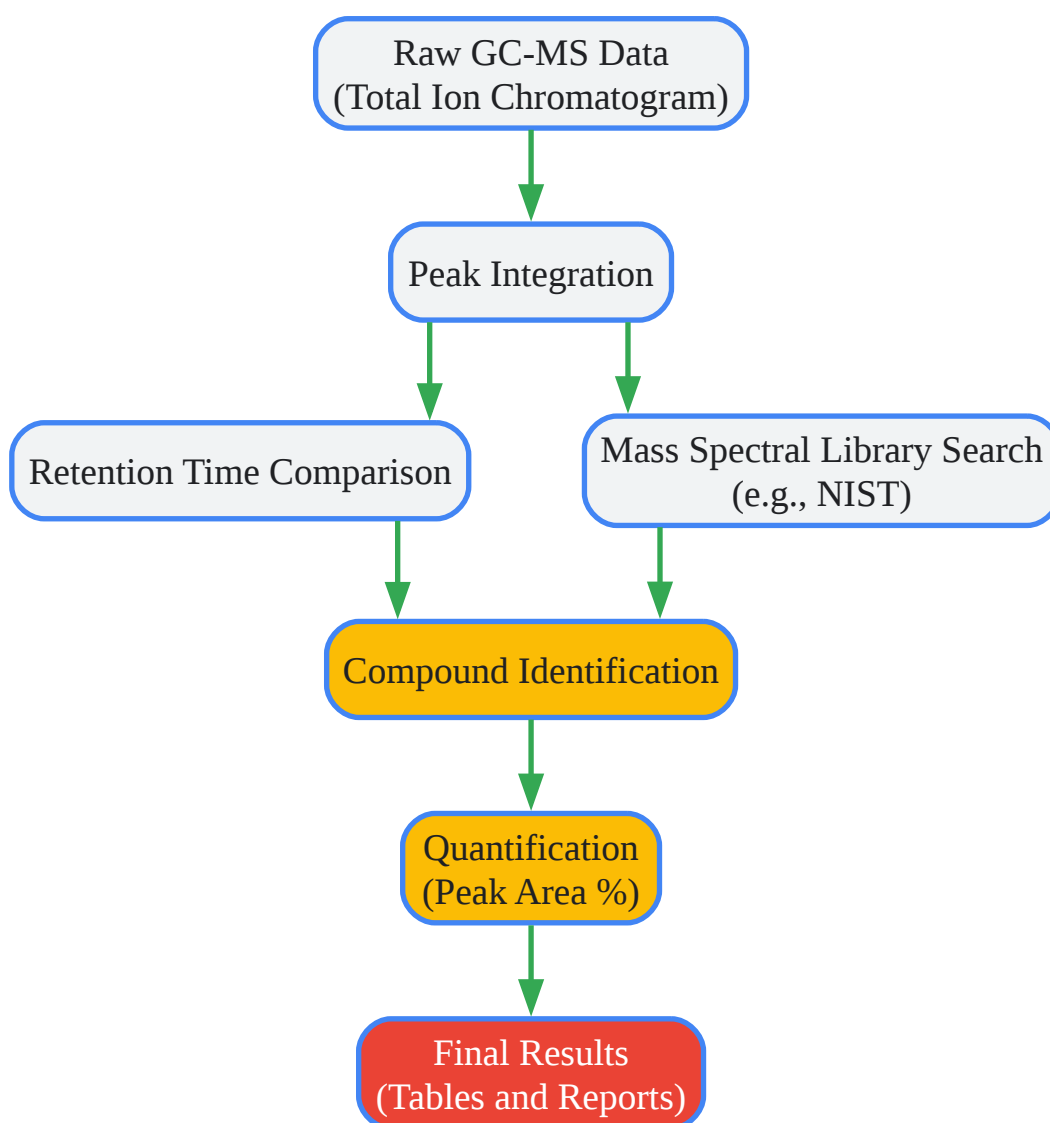 Raw GC-MS Data
(Total Ion Chromatogram)
Peak Integration
Retention Time Comparison
Mass Spectral Library Search
(e.g., NIST)
Compound Identification
Quantification
(Peak Area %)
Final Results
(Tables and Reports)